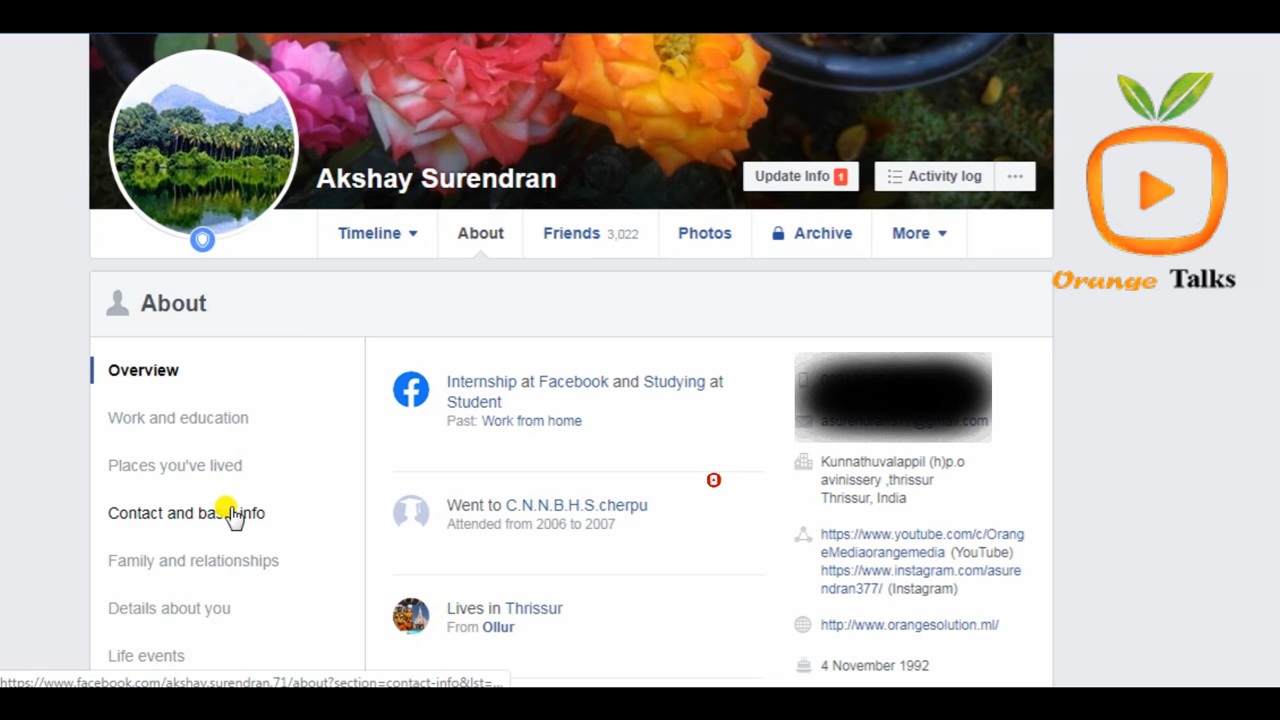 Akshay Surendran
Update Info 1
Activity log
Timeline
About
Friends 3,022
Photos
Archive
More
Orange Talks
About
Overview
Work and education
Places you've lived
Contact and basic info
Family and relationships
Details about you
Life events
Internship at Facebook and Studying at
Student
Past: Work from home
Went to C.N.N.B.H.S.cherpu
Attended from 2006 to 2007
Lives in Thrissur
From Ollur
Kunnathuvalappil (h)p.o
avinissery ,thrissur
Thrissur, India
https://www.youtube.com/c/Orang
eMediaorangemedia (YouTube)
https://www.instagram.com/asure
ndran377/ (Instagram)
http://www.orangesolution.ml/
4 November 1992
https://www.facebook.com/akshay.surendran.71/about?section=contact-info&lst=...